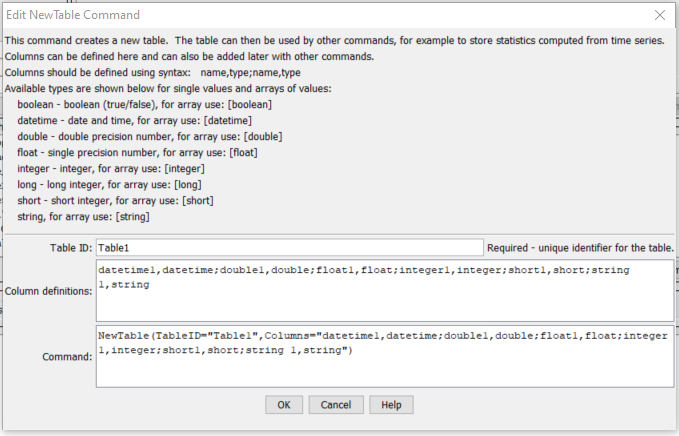 Edit NewTable Command
This command creates a new table. The table can then be used by other commands, for example to store statistics computed from time series.
Columns can be defined here and can also be added later with other commands.
Columns should be defined using syntax: name,type;name,type
Available types are shown below for single values and arrays of values:
boolean - boolean (true/false), for array use: [boolean]
datetime - date and time, for array use: [datetime]
double - double precision number, for array use: [double]
float - single precision number, for array use: [float]
integer - integer, for array use: [integer]
long - long integer, for array use: [long]
short - short integer, for array use: [short]
string, for array use: [string]
Table ID: Table1 Required - unique identifier for the table.
Column definitions: datetime1,datetime;double1,double;float1,float;integer1,integer;short1,short;string
1,string
Command: NewTable(TableID="Table1",Columns="datetime1,datetime;double1,double;float1,float;integer
1,integer;short1,short;string 1,string")
OK Cancel Help